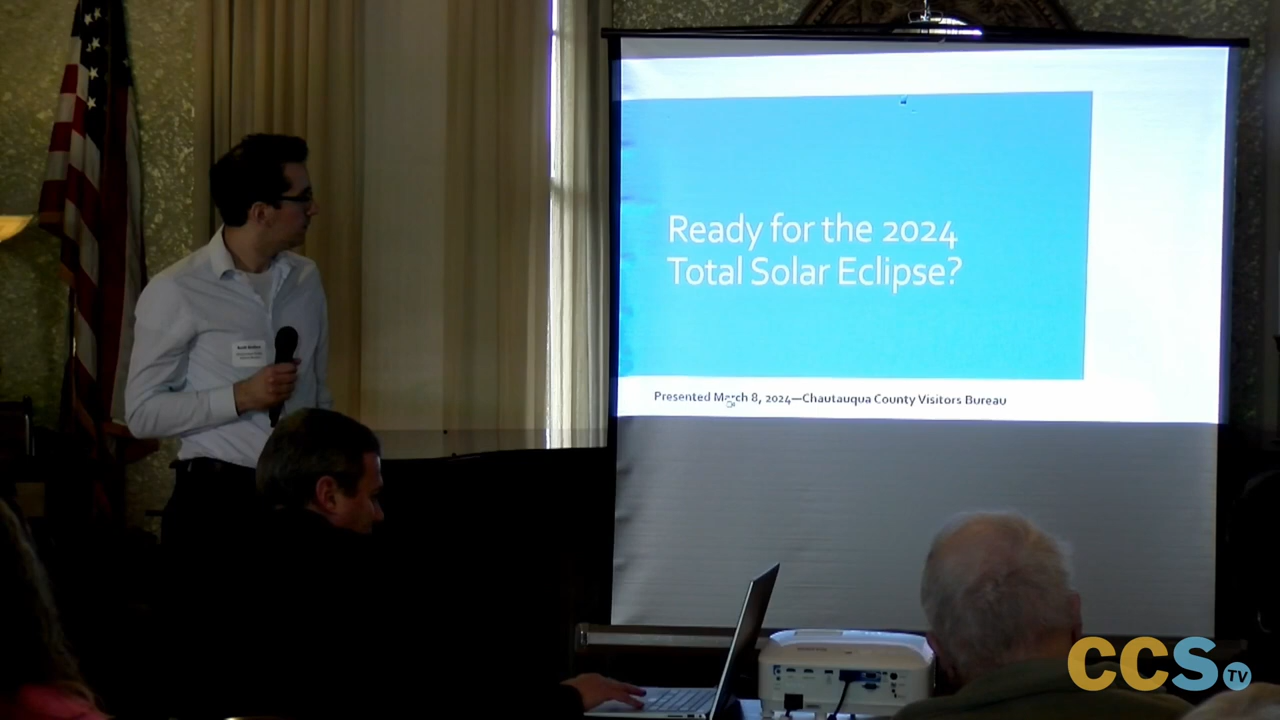 Ready for the 2024
Total Solar Eclipse?
Presented March 8, 2024—Chautauqua County Visitors Bureau
CCS TV